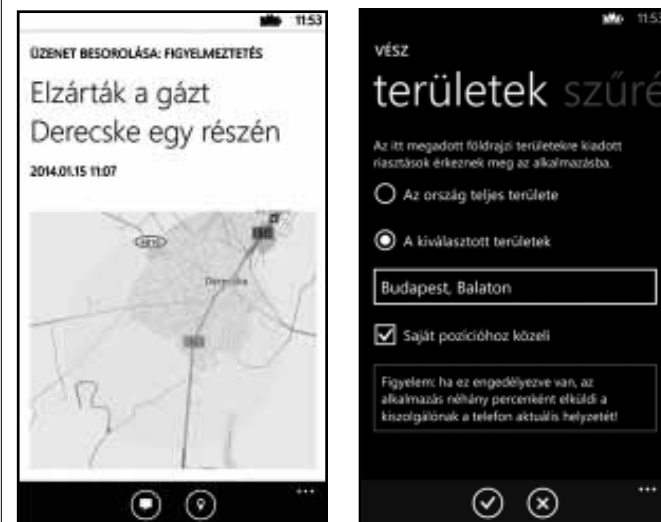 11:53
ÜZENET BESOROLÁSA: FIGYELMEZTETÉS
Elzárták a gázt
Derecske egy részén
2014.01.15 11:07
Derecske
11:53
VÉSZ
területek szűré
Az itt megadott földrajzi területekre kiadott
riasztások érkeznek meg az alkalmazásba.
Az ország teljes területe
A kiválasztott területek
Budapest, Balaton
Saját pozícióhoz közeli
Figyelem: ha ez engedélyezve van, az
alkalmazás néhány percenként elküldi a
kiszolgálónak a telefon aktuális helyzetét!